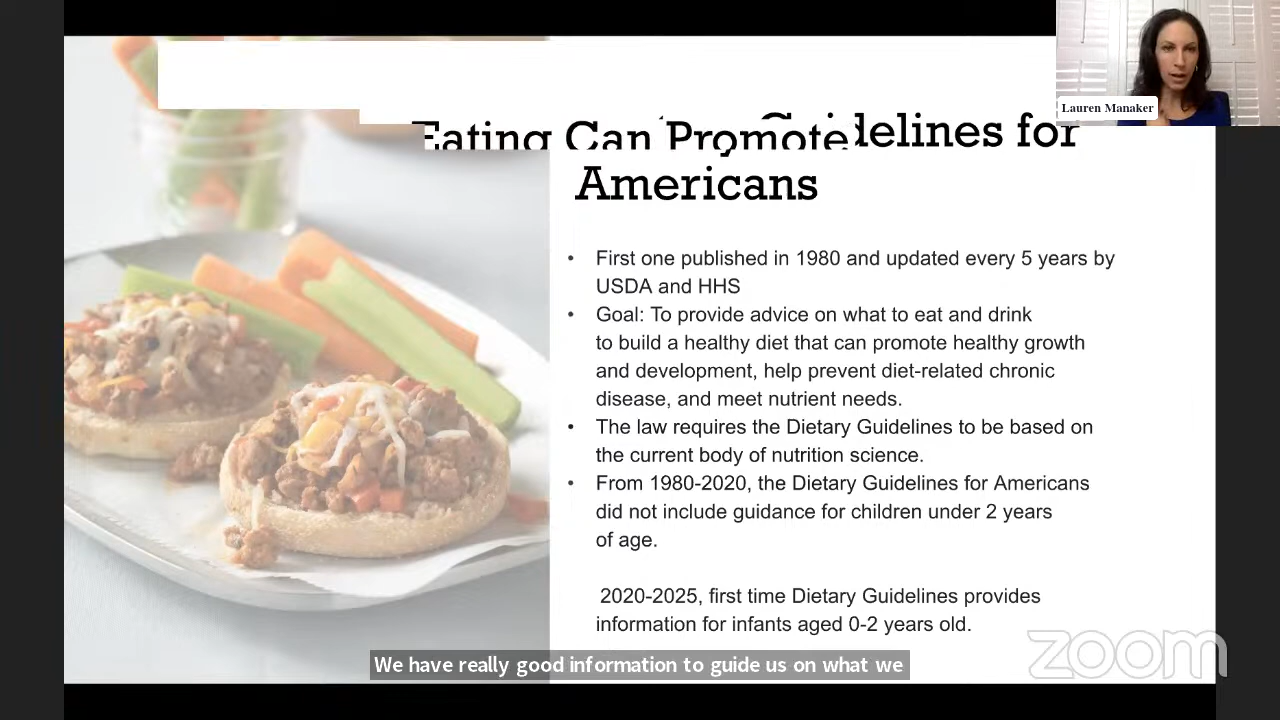 Lauren Manaker
Eating Can Promote
Guidelines for
Americans
• First one published in 1980 and updated every 5 years by
USDA and HHS
• Goal: To provide advice on what to eat and drink
to build a healthy diet that can promote healthy growth
and development, help prevent diet-related chronic
disease, and meet nutrient needs.
• The law requires the Dietary Guidelines to be based on
the current body of nutrition science.
• From 1980-2020, the Dietary Guidelines for Americans
did not include guidance for children under 2 years
of age.
2020-2025, first time Dietary Guidelines provides
information for infants aged 0-2 years old.
We have really good information to guide us on what we
zoom